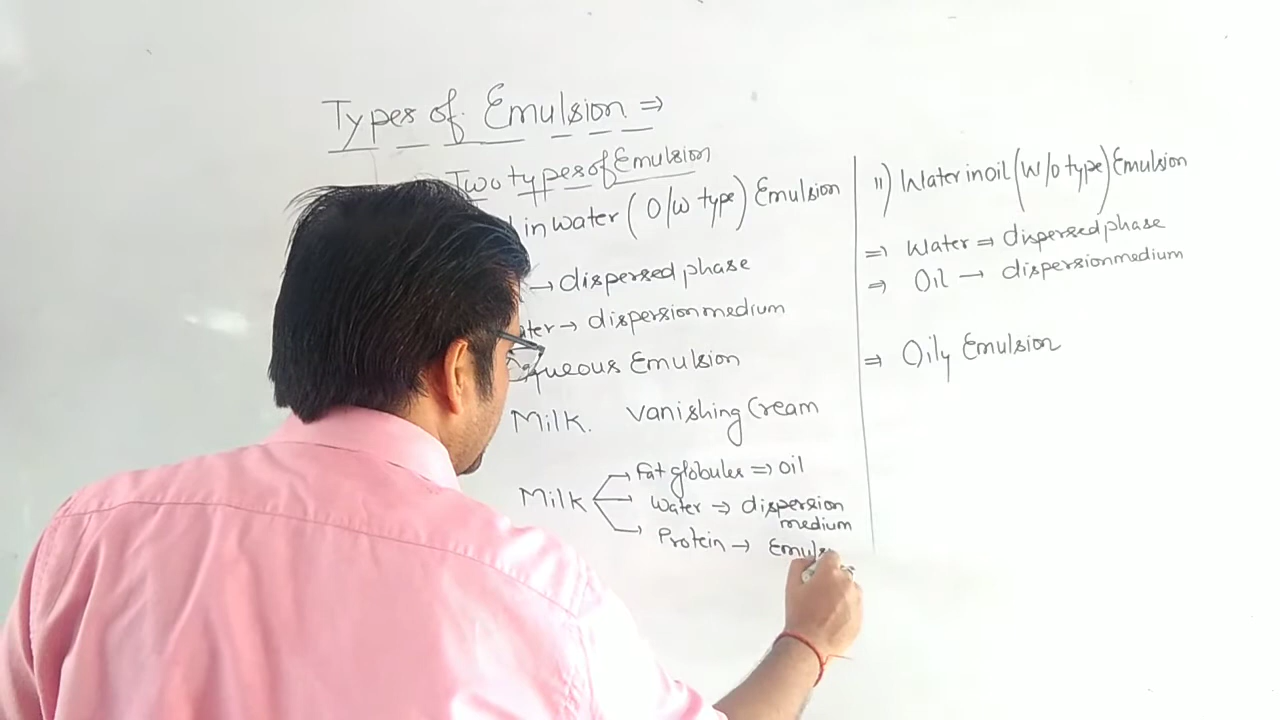 Types of Emulsion ⇒
Two types of Emulsion
in water (O/W type) Emulsion
→ dispersed phase
ter → dispersion medium
queous Emulsion
Milk. Vanishing Cream
Milk
Fat globules ⇒ oil
Water → dispersion
medium
Protein → Emuls
ii) Water in oil (W/o type) Emulsion
⇒ Water ⇒ dispersed phase
⇒ Oil → dispersion medium
⇒ Oily Emulsion